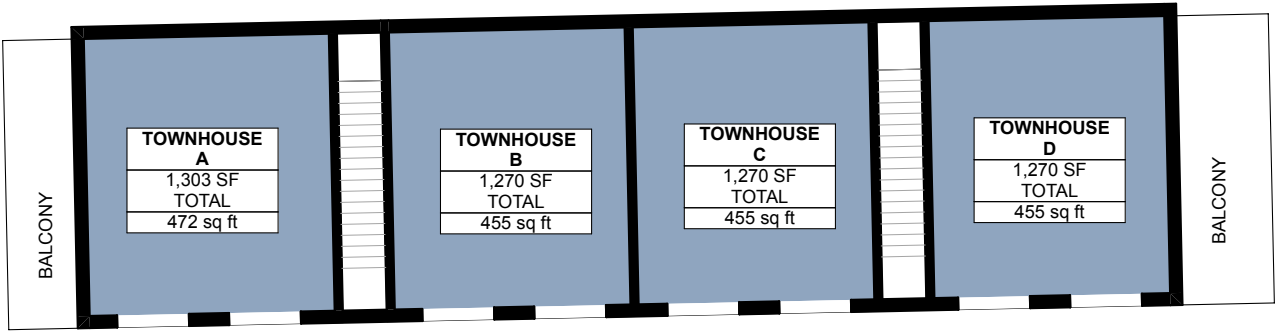 BALCONY
TOWNHOUSE
A
1,303 SF
TOTAL
472 sq ft
TOWNHOUSE
B
1,270 SF
TOTAL
455 sq ft
TOWNHOUSE
C
1,270 SF
TOTAL
455 sq ft
TOWNHOUSE
D
1,270 SF
TOTAL
455 sq ft
BALCONY